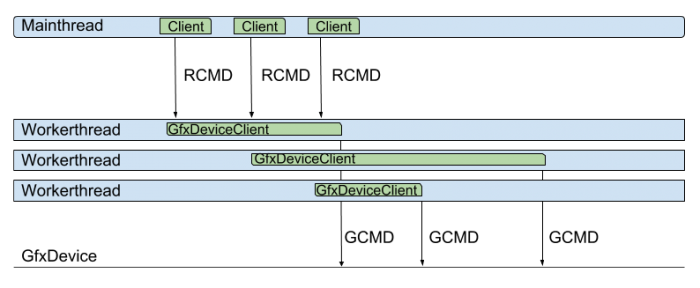 Mainthread Client Client Client
RCMD RCMD RCMD
Workerthread GfxDeviceClient
Workerthread GfxDeviceClient
Workerthread GfxDeviceClient
GCMD GCMD GCMD
GfxDevice